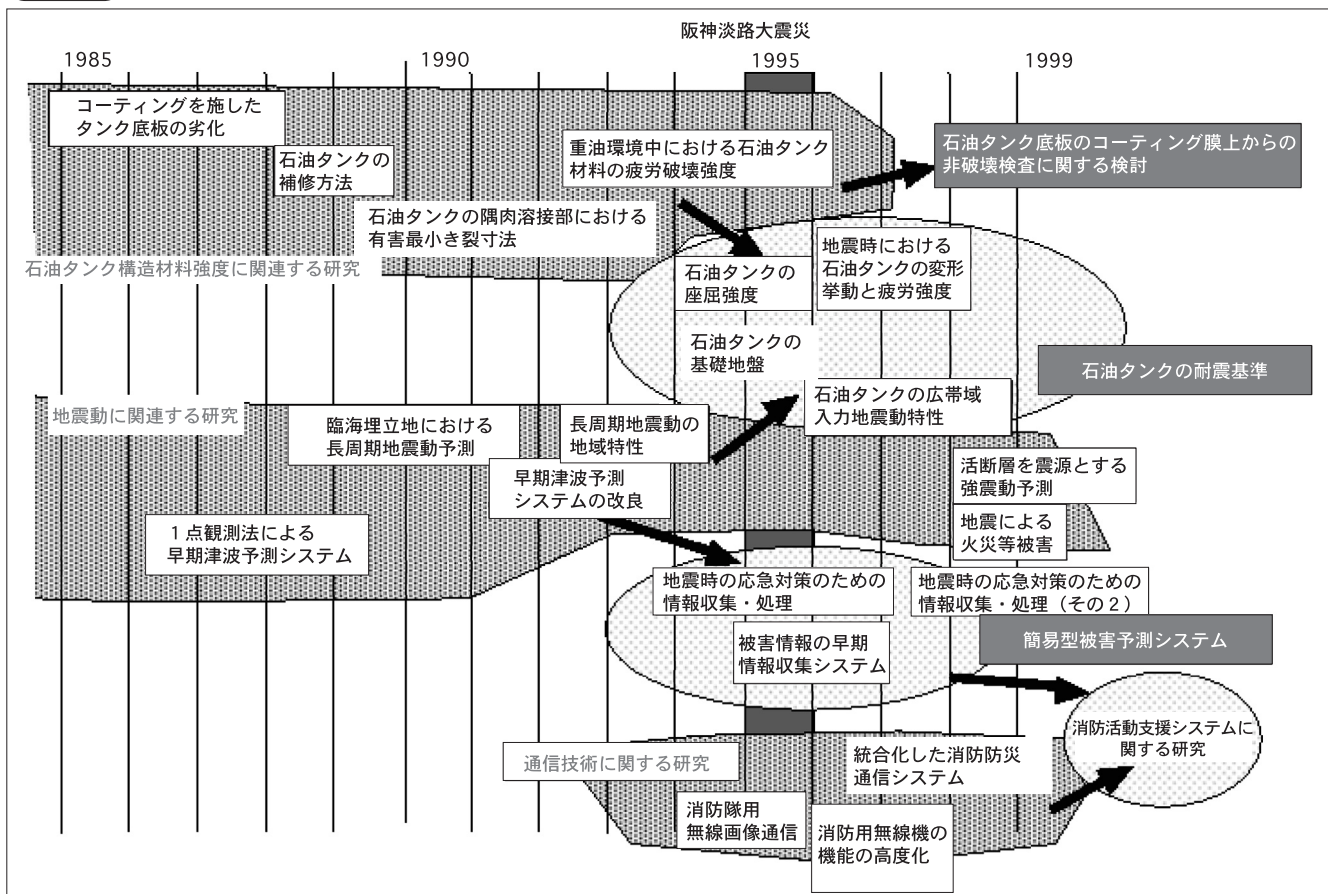 阪神淡路大震災
1985
1990
1995
1999
コーティングを施した
タンク底板の劣化
石油タンクの
補修方法
重油環境中における石油タンク
材料の疲労破壊強度
石油タンク底板のコーティング膜上からの
非破壊検査に関する検討
石油タンクの隅肉溶接部における
有害最小き裂寸法
石油タンク構造材料強度に関連する研究
石油タンクの
座屈強度
地震時における
石油タンクの変形
挙動と疲労強度
石油タンクの
基礎地盤
石油タンクの耐震基準
地震動に関連する研究
臨海埋立地における
長周期地震動予測
長周期地震動の
地域特性
石油タンクの広帯域
入力地震動特性
早期津波予測
システムの改良
活断層を震源とする
強震動予測
1点観測法による
早期津波予測システム
地震による
火災等被害
地震時の応急対策のための
情報収集・処理
地震時の応急対策のための
情報収集・処理（その2）
被害情報の早期
情報収集システム
簡易型被害予測システム
消防活動支援システムに
関する研究
通信技術に関する研究
統合化した消防防災
通信システム
消防隊用
無線画像通信
消防用無線機の
機能の高度化